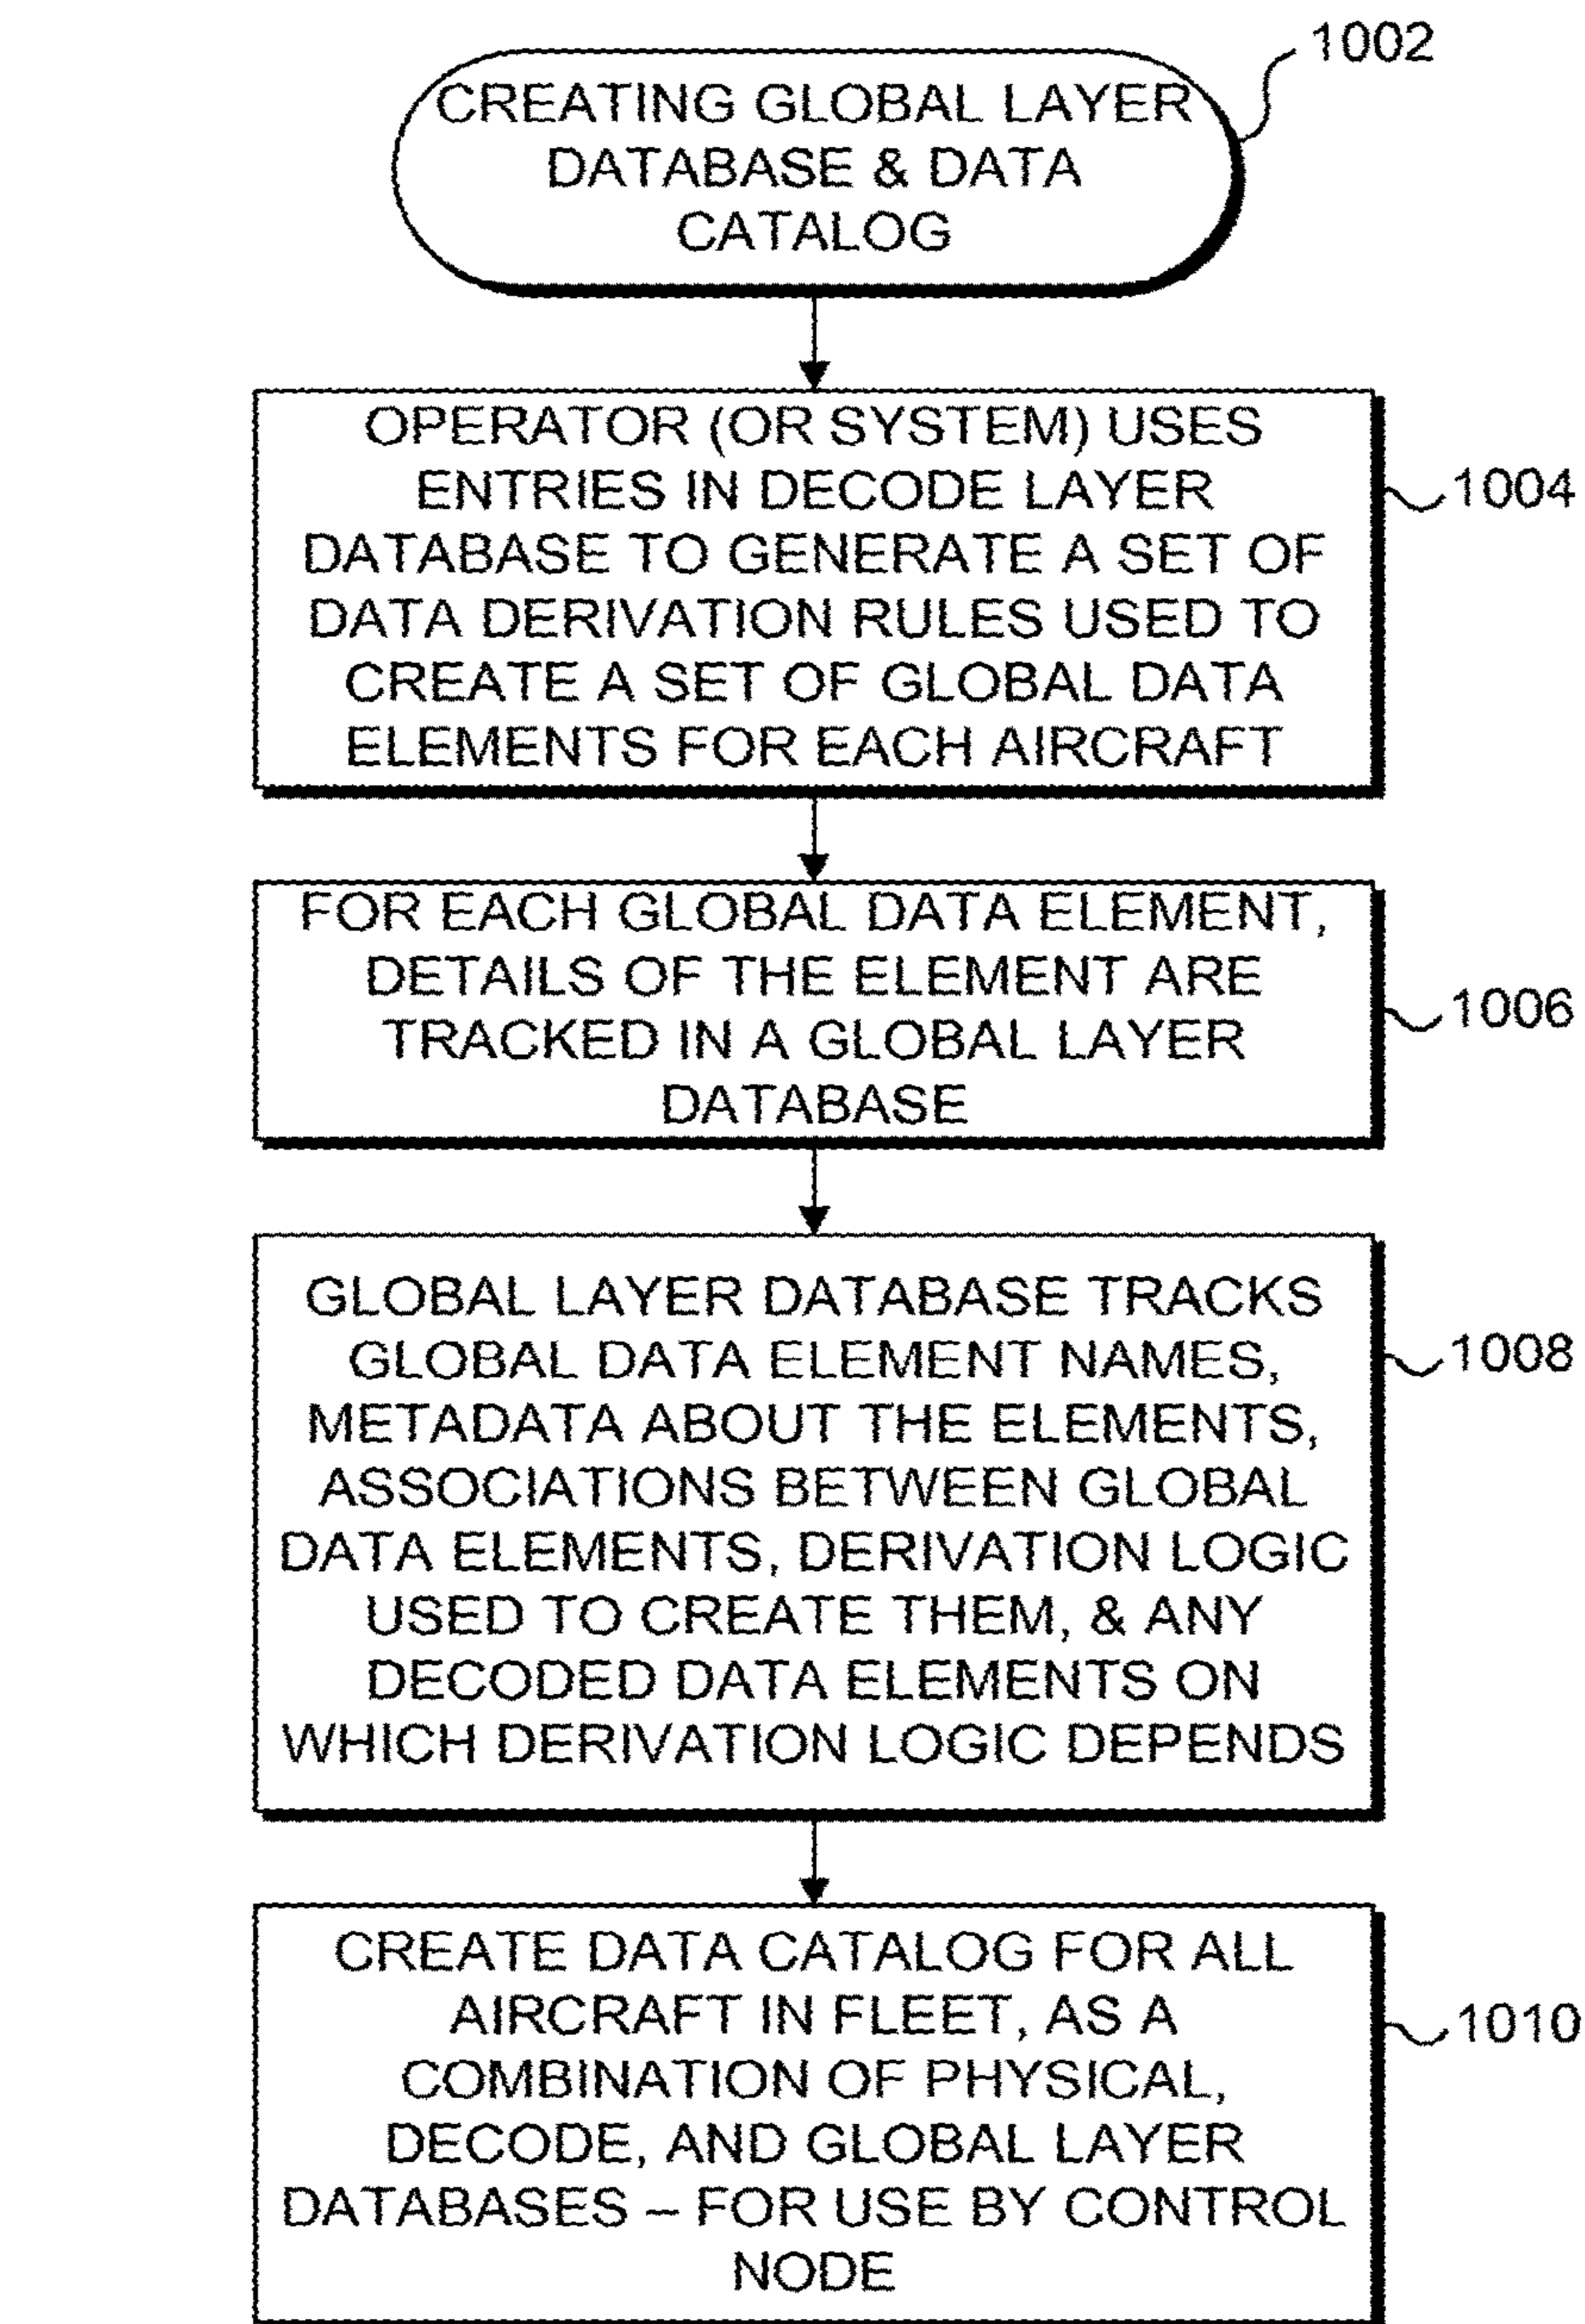 1002
CREATING GLOBAL LAYER
DATABASE & DATA
CATALOG
OPERATOR (OR SYSTEM) USES
ENTRIES IN DECODE LAYER
DATABASE TO GENERATE A SET OF
DATA DERIVATION RULES USED TO
CREATE A SET OF GLOBAL DATA
ELEMENTS FOR EACH AIRCRAFT
1004
FOR EACH GLOBAL DATA ELEMENT,
DETAILS OF THE ELEMENT ARE
TRACKED IN A GLOBAL LAYER
DATABASE
1006
GLOBAL LAYER DATABASE TRACKS
GLOBAL DATA ELEMENT NAMES,
METADATA ABOUT THE ELEMENTS,
ASSOCIATIONS BETWEEN GLOBAL
DATA ELEMENTS, DERIVATION LOGIC
USED TO CREATE THEM, & ANY
DECODED DATA ELEMENTS ON
WHICH DERIVATION LOGIC DEPENDS
1008
CREATE DATA CATALOG FOR ALL
AIRCRAFT IN FLEET, AS A
COMBINATION OF PHYSICAL,
DECODE, AND GLOBAL LAYER
DATABASES – FOR USE BY CONTROL
NODE
1010